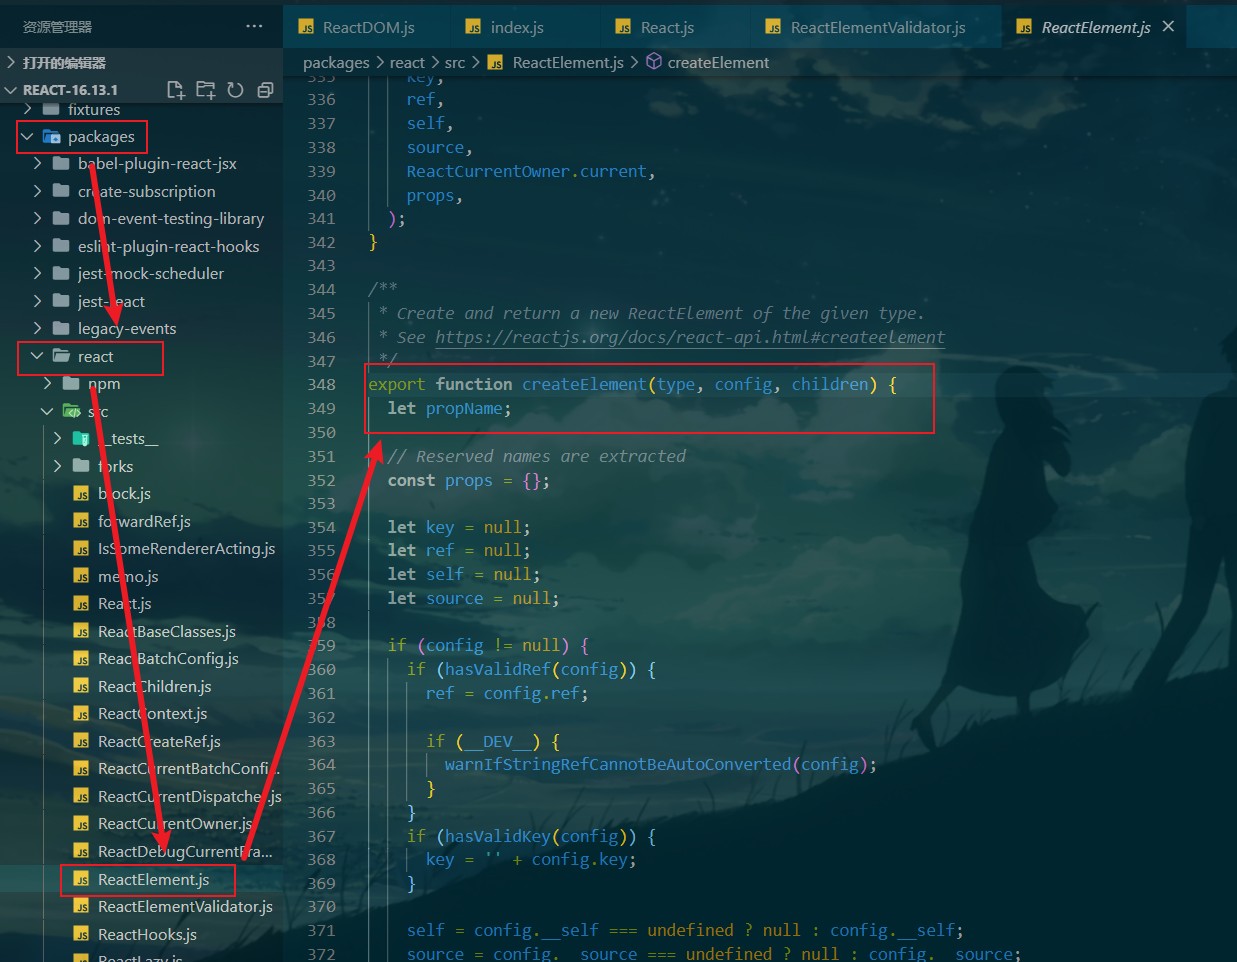 资源管理器
打开的编辑器
REACT-16.13.1
fixtures
packages
babel-plugin-react-jsx
create-subscription
dom-event-testing-library
eslint-plugin-react-hooks
jest-mock-scheduler
jest-react
legacy-events
react
npm
src
__tests__
forks
block.js
forwardRef.js
IsSomeRendererActing.js
memo.js
React.js
ReactBaseClasses.js
ReactBatchConfig.js
ReactChildren.js
ReactContext.js
ReactCreateRef.js
ReactCurrentBatchConfi...
ReactCurrentDispatcher.js
ReactCurrentOwner.js
ReactDebugCurrentFra...
ReactElement.js
ReactElementValidator.js
ReactHooks.js
ReactLazy.js
JS ReactDOM.js JS index.js JS React.js JS ReactElementValidator.js JS ReactElement.js
packages > react > src > JS ReactElement.js > createElement
335 key,
336 ref,
337 self,
338 source,
339 ReactCurrentOwner.current,
340 props,
341 );
342 }
343
344 /**
345 * Create and return a new ReactElement of the given type.
346 * See https://reactjs.org/docs/react-api.html#createelement
347 */
348 export function createElement(type, config, children) {
349 let propName;
350
351 // Reserved names are extracted
352 const props = {};
353
354 let key = null;
355 let ref = null;
356 let self = null;
357 let source = null;
358
359 if (config != null) {
360 if (hasValidRef(config)) {
361 ref = config.ref;
362
363 if (__DEV__) {
364 warnIfStringRefCannotBeAutoConverted(config);
365 }
366 }
367 if (hasValidKey(config)) {
368 key = '' + config.key;
369 }
370
371 self = config.__self === undefined ? null : config.__self;
372 source = config.__source === undefined ? null : config.__source;